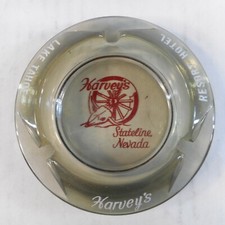 Harvey's
Stateline,
Nevada
LAKE TAHOE
RESORT HOTEL
Harvey's